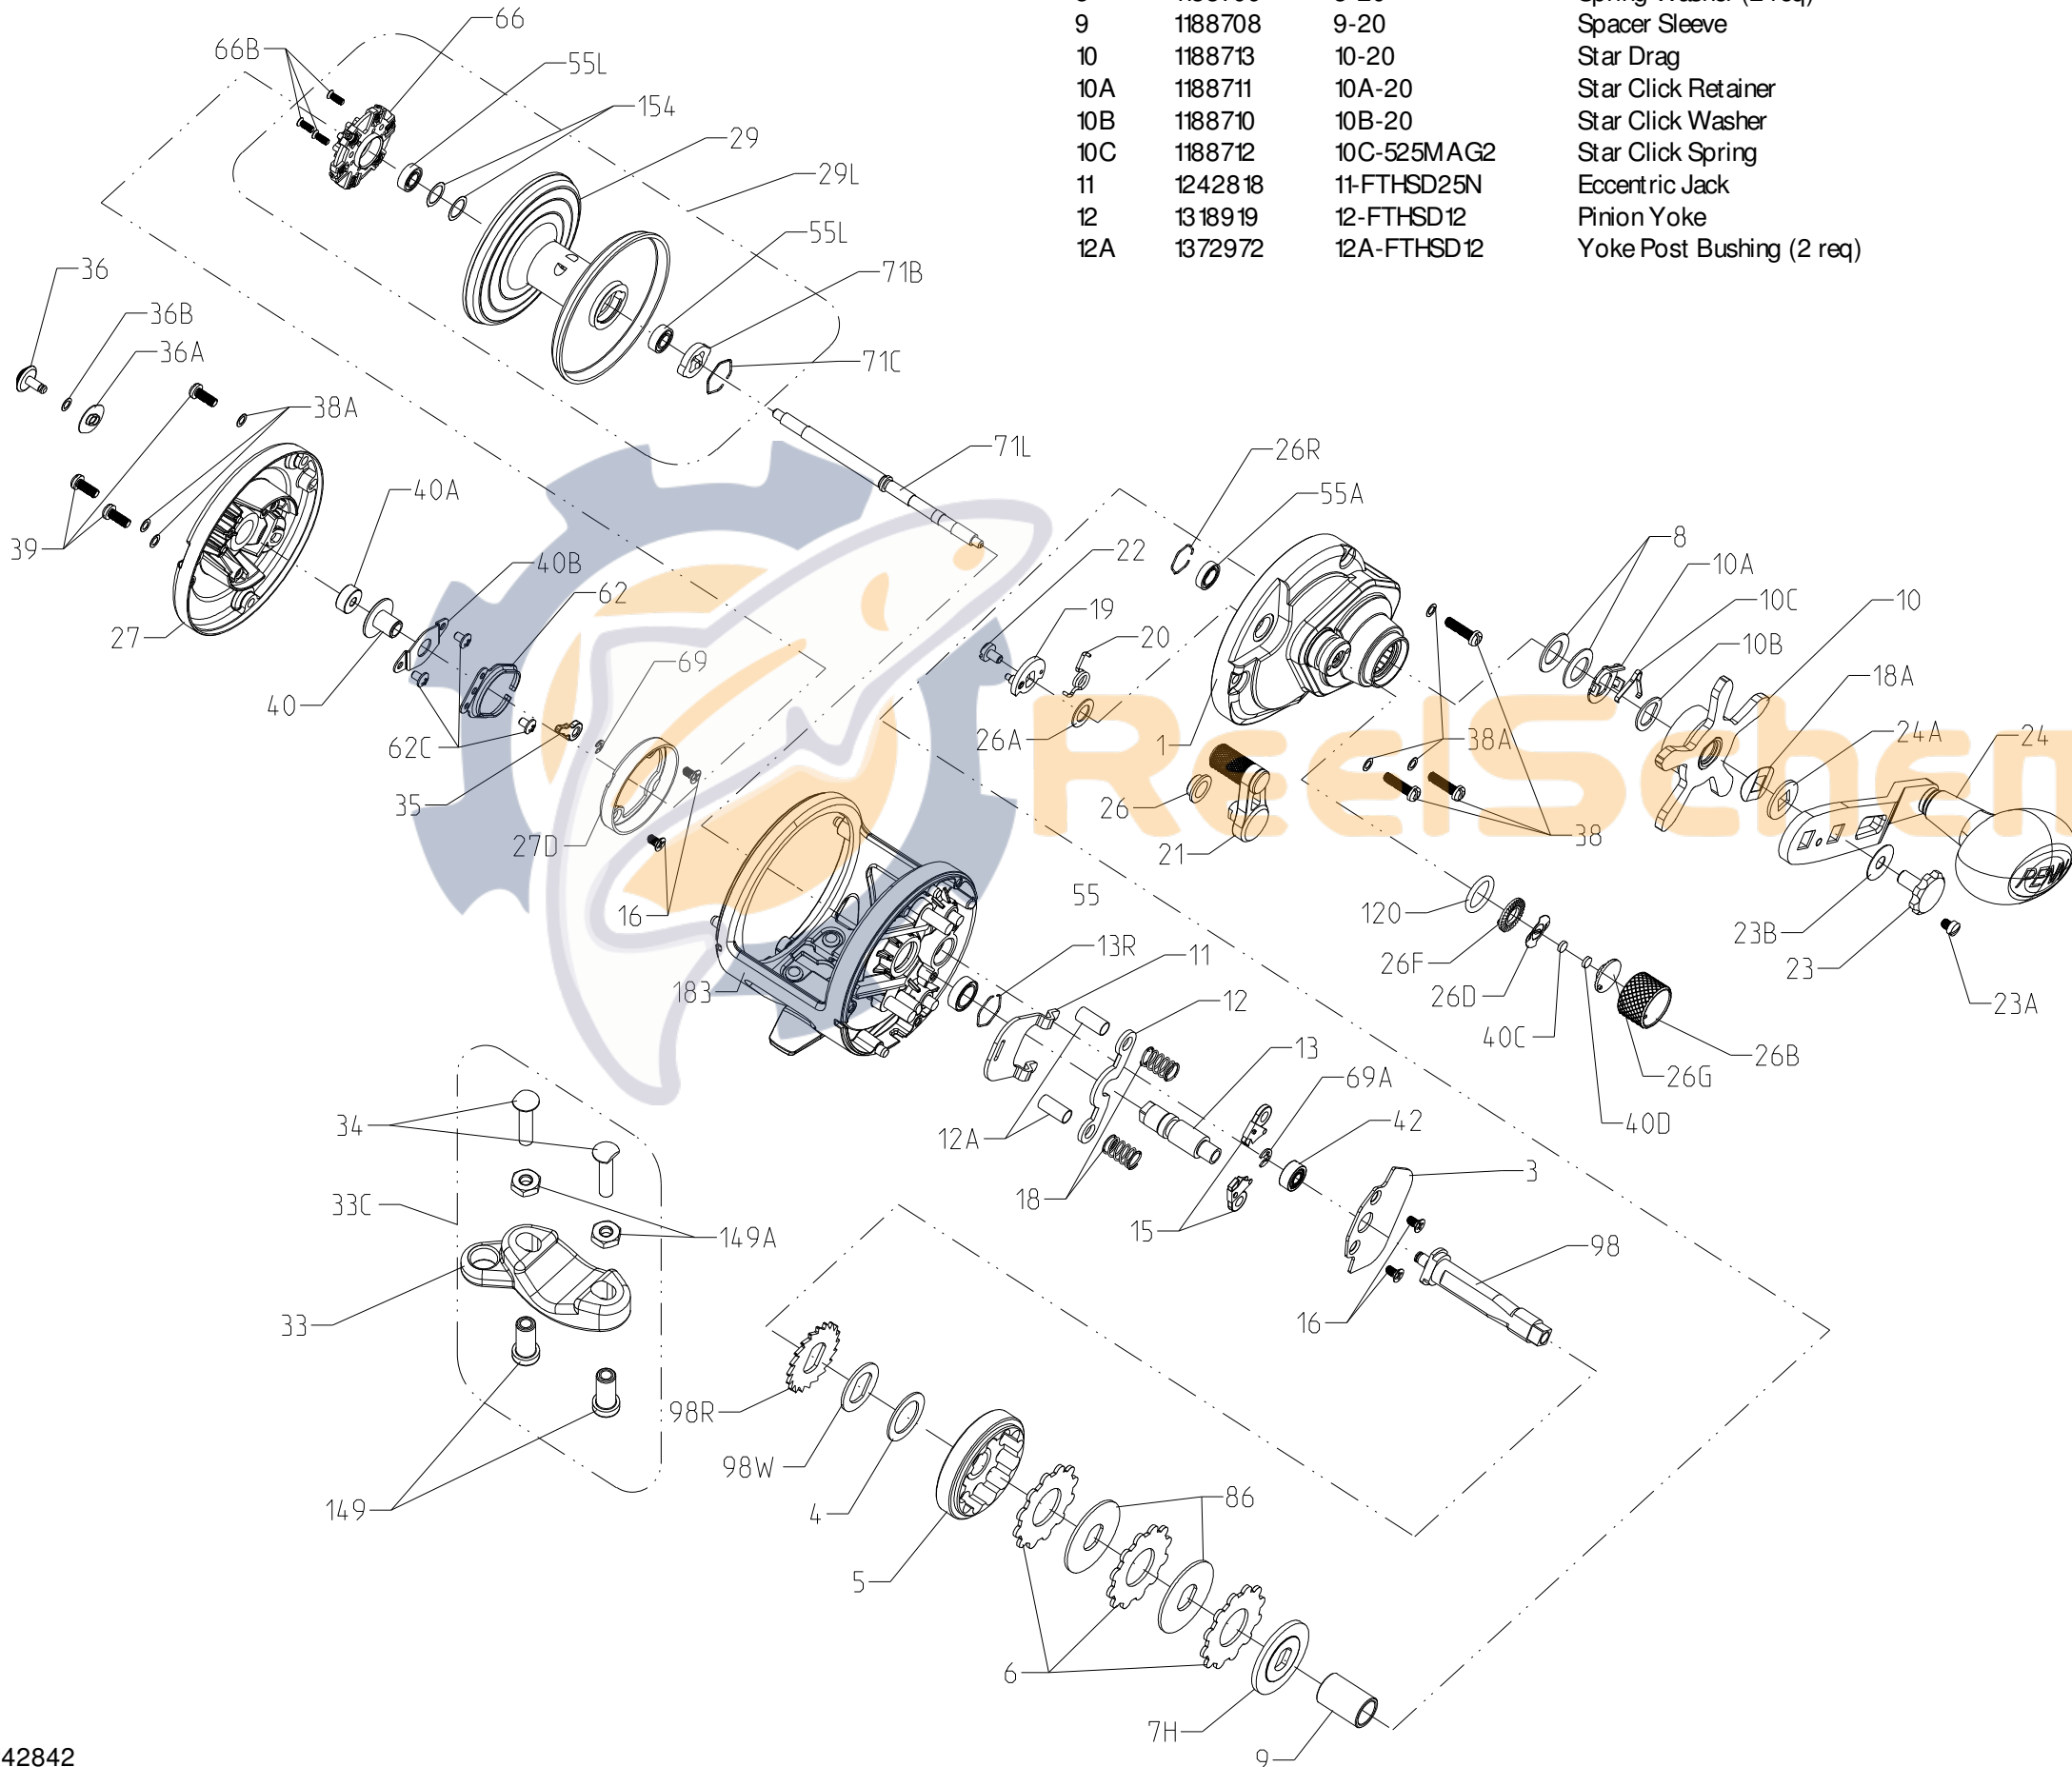 9 1188708 9-20 Spacer Sleeve
10 1188713 10-20 Star Drag
10A 1188711 10A-20 Star Click Retainer
10B 1188710 10B-20 Star Click Washer
10C 1188712 10C-525MAG2 Star Click Spring
11 1242818 11-FTHSD25N Eccentric Jack
12 1318919 12-FTHSD12 Pinion Yoke
12A 1372972 12A-FTHSD12 Yoke Post Bushing (2 req)
66
66B
55L
154
29
29L
55L
71B
71C
36
36B
36A
38A
39
27
40A
40
40B
62
62C
35
69
27D
16
71L
26R
55A
22
19
20
26A
1
26
21
8
10A
10C
10
10B
18A
24A
24
38A
38
120
26F
26D
40C
40D
26G
26B
23B
23
23A
PENN
ReelSchem
183
55
13R
11
12
12A
18
13
69A
15
42
3
16
98
34
33C
149A
33
149
98R
98W
4
5
86
6
7H
9
42842